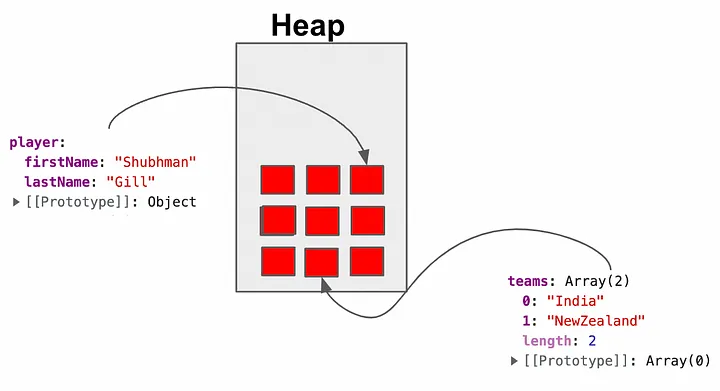 Heap
player:
firstName: "Shubhman"
lastName: "Gill"
[[Prototype]]: Object
teams: Array(2)
0: "India"
1: "NewZealand"
length: 2
[[Prototype]]: Array(0)